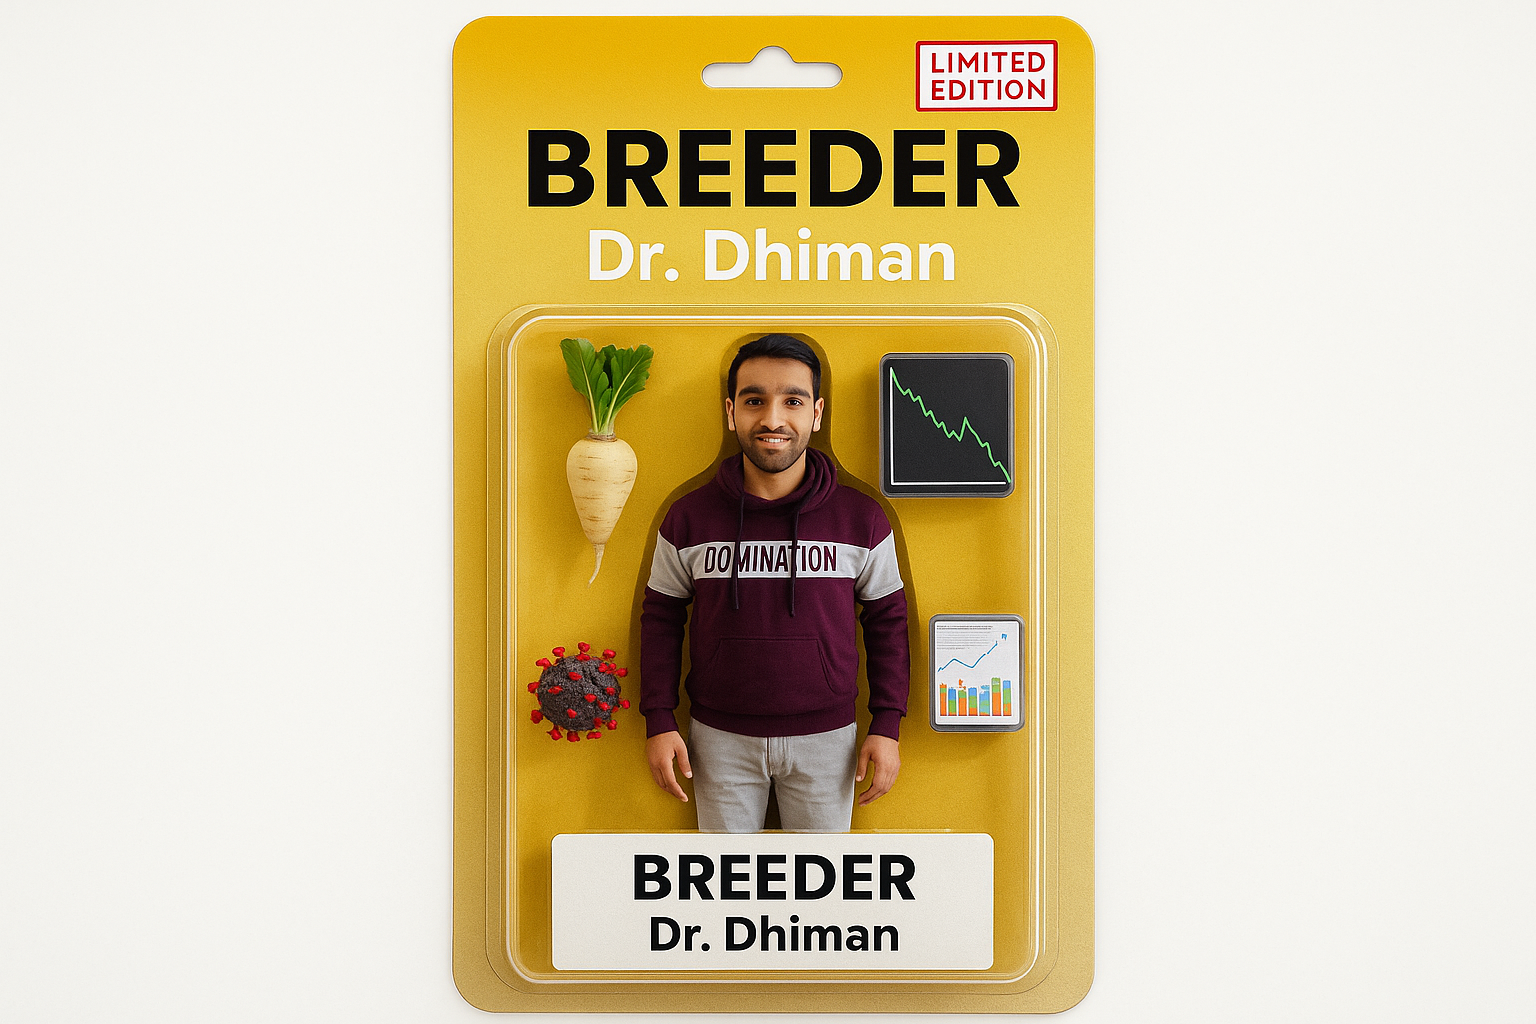 LIMITED
EDITION
BREEDER
Dr. Dhiman
DOMINATION
BREEDER
Dr. Dhiman